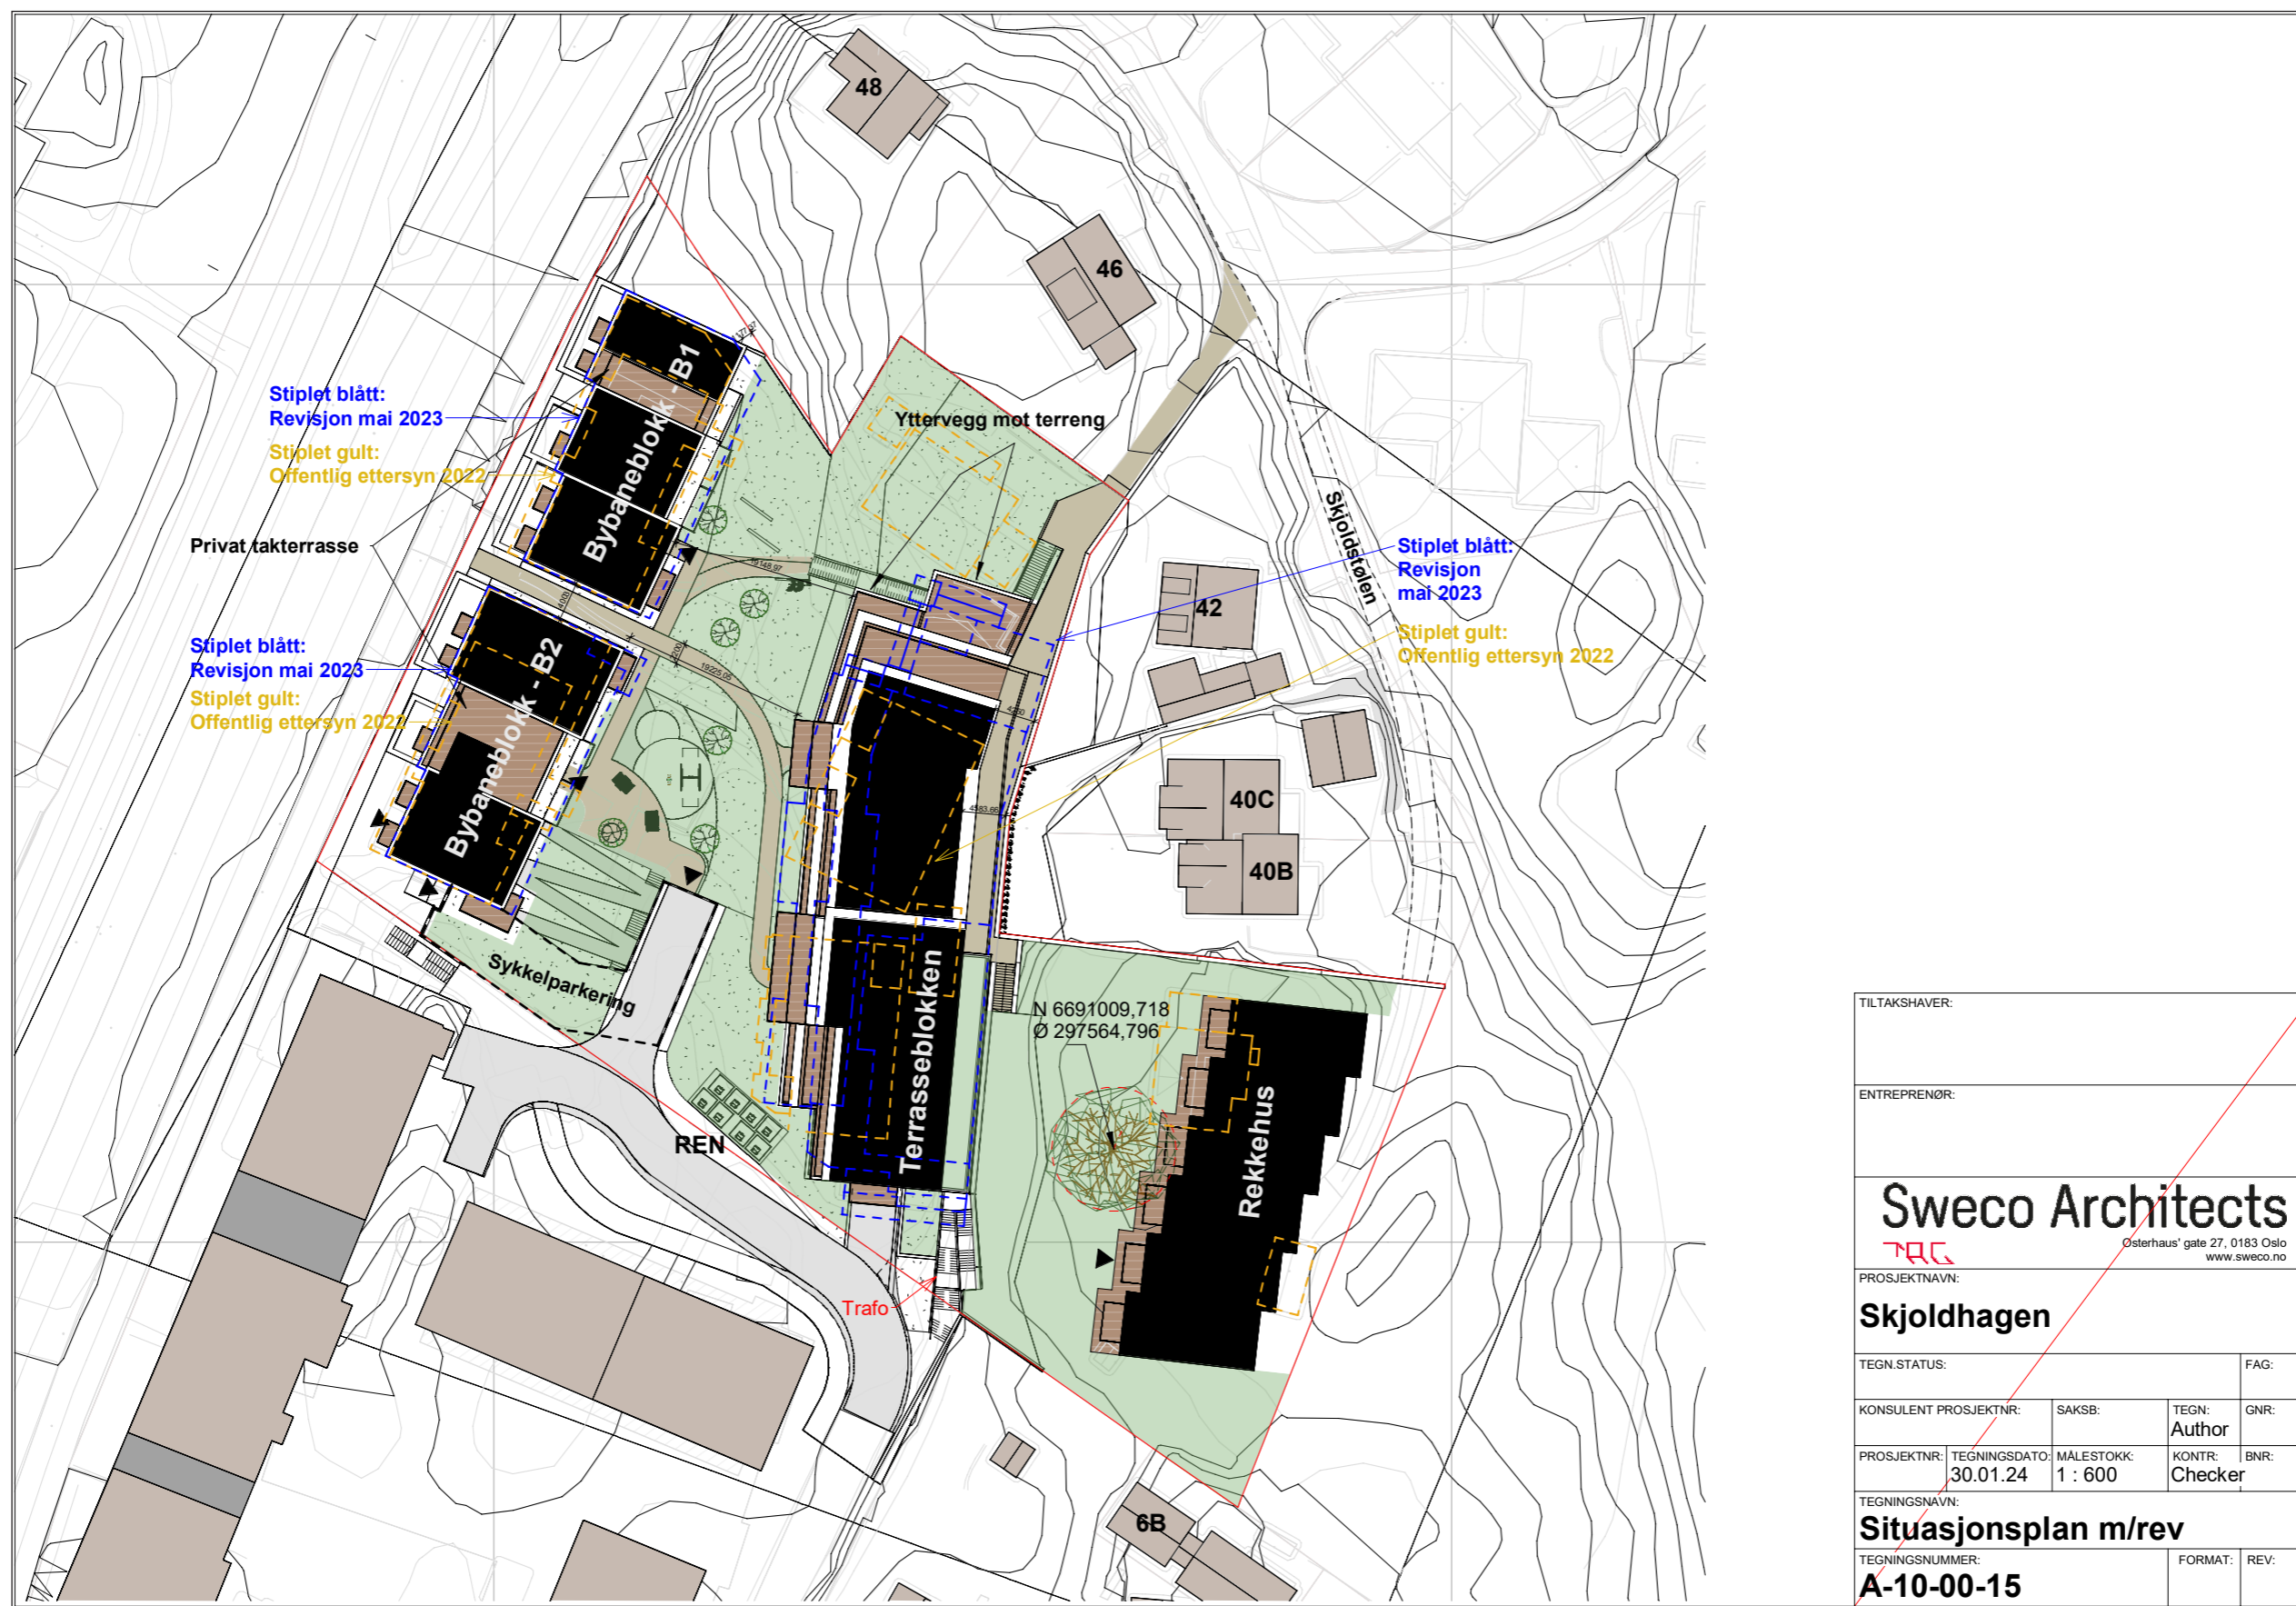 48
46
Stiplet blått:
Revisjon mai 2023
Stiplet gult:
Offentlig ettersyn 2022
Bybaneblokk - B1
Yttervegg mot terreng
Privat takterrasse
Skjoldstølen
Stiplet blått:
Revisjon
mai 2023
42
Stiplet gult:
Offentlig ettersyn 2022
Stiplet blått:
Revisjon mai 2023
Stiplet gult:
Offentlig ettersyn 2022
Bybaneblokk - B2
19225.05
4583.66
40C
40B
Sykkelparkering
Terrasseblokken
N 6691009,718
Ø 297564,796
REN
Rekkehus
Trafo
6B
TILTAKSHAVER:
ENTREPRENØR:
Sweco Architects
Osterhaus' gate 27, 0183 Oslo
www.sweco.no
PROSJEKTNAVN:
Skjoldhagen
TEGN.STATUS:
FAG:
KONSULENT PROSJEKTNR:
SAKSB:
TEGN:
GNR:
Author
PROSJEKTNR:
TEGNINGSDATO:
MÅLESTOKK:
KONTR:
BNR:
30.01.24
1 : 600
Checker
TEGNINGSNAVN:
Situasjonsplan m/rev
TEGNINGSNUMMER:
FORMAT:
REV:
A-10-00-15